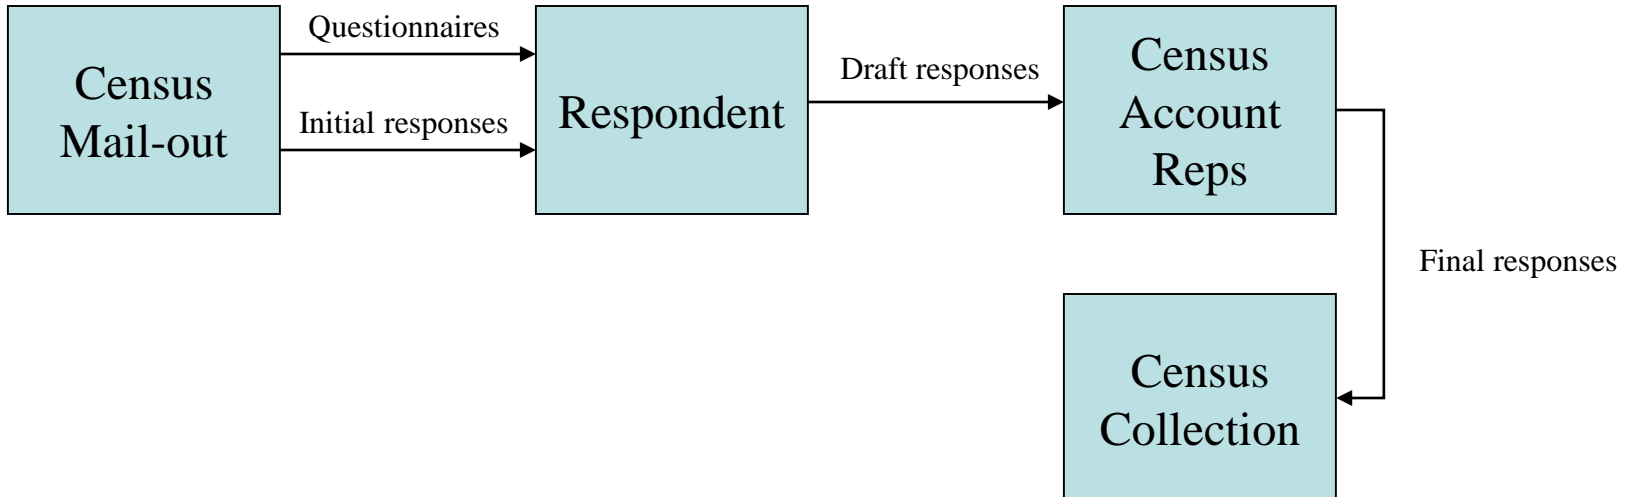 Census
Mail-out
Questionnaires
Initial responses
Respondent
Draft responses
Census
Account
Reps
Final responses
Census
Collection